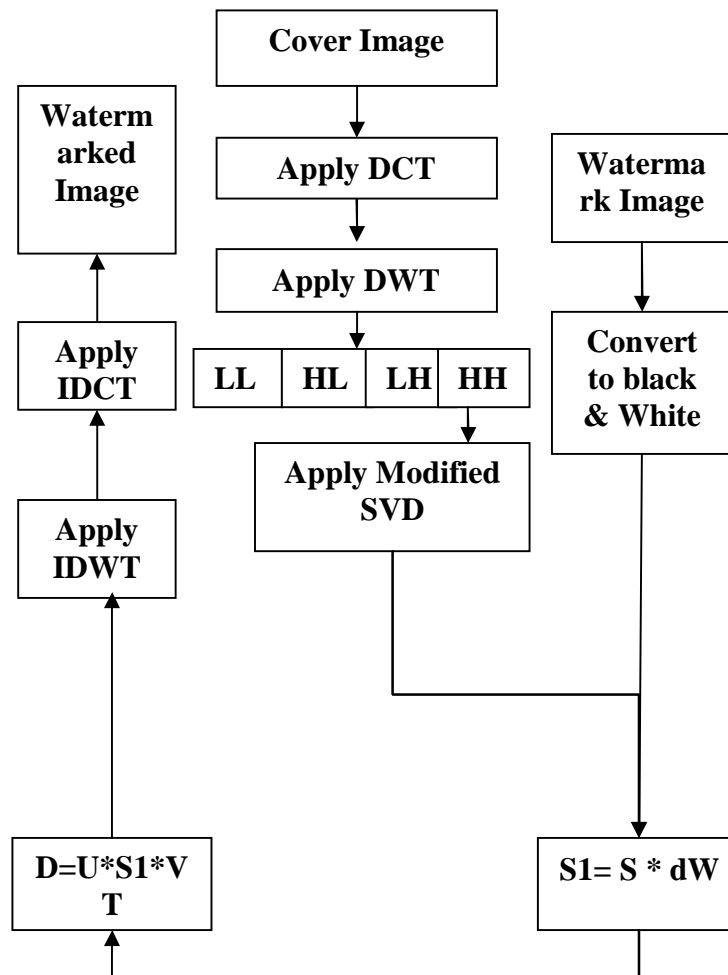 Cover Image
Waterm
arked
Image
Apply DCT
Waterma
rk Image
Apply DWT
Apply
IDCT
LL HL LH HH
Convert
to black
& White
Apply Modified
SVD
Apply
IDWT
D=U*S1*V
T
S1= S * dW